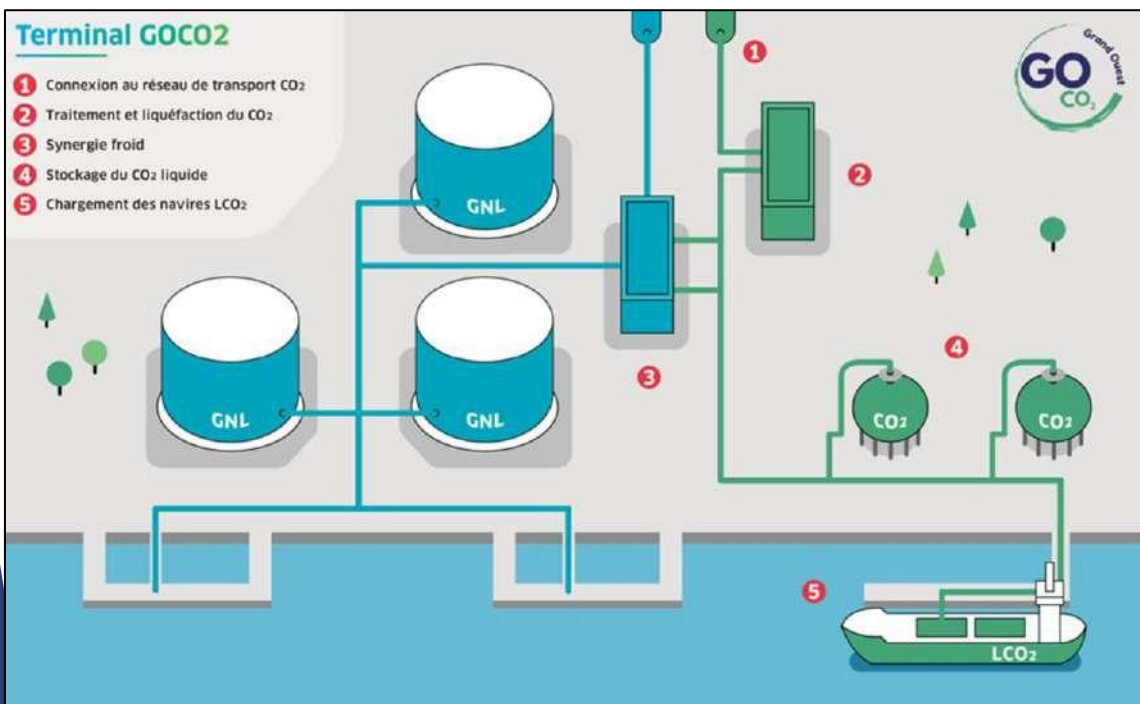 Terminal GOCO2
1 Connexion au réseau de transport CO₂
2 Traitement et liquéfaction du CO₂
3 Synergie froid
4 Stockage du CO₂ liquide
5 Chargement des navires LCO₂
1
Grand Ouest
GO
CO₂
2
GNL
3
4
GNL
GNL
CO₂
CO₂
5
LCO₂